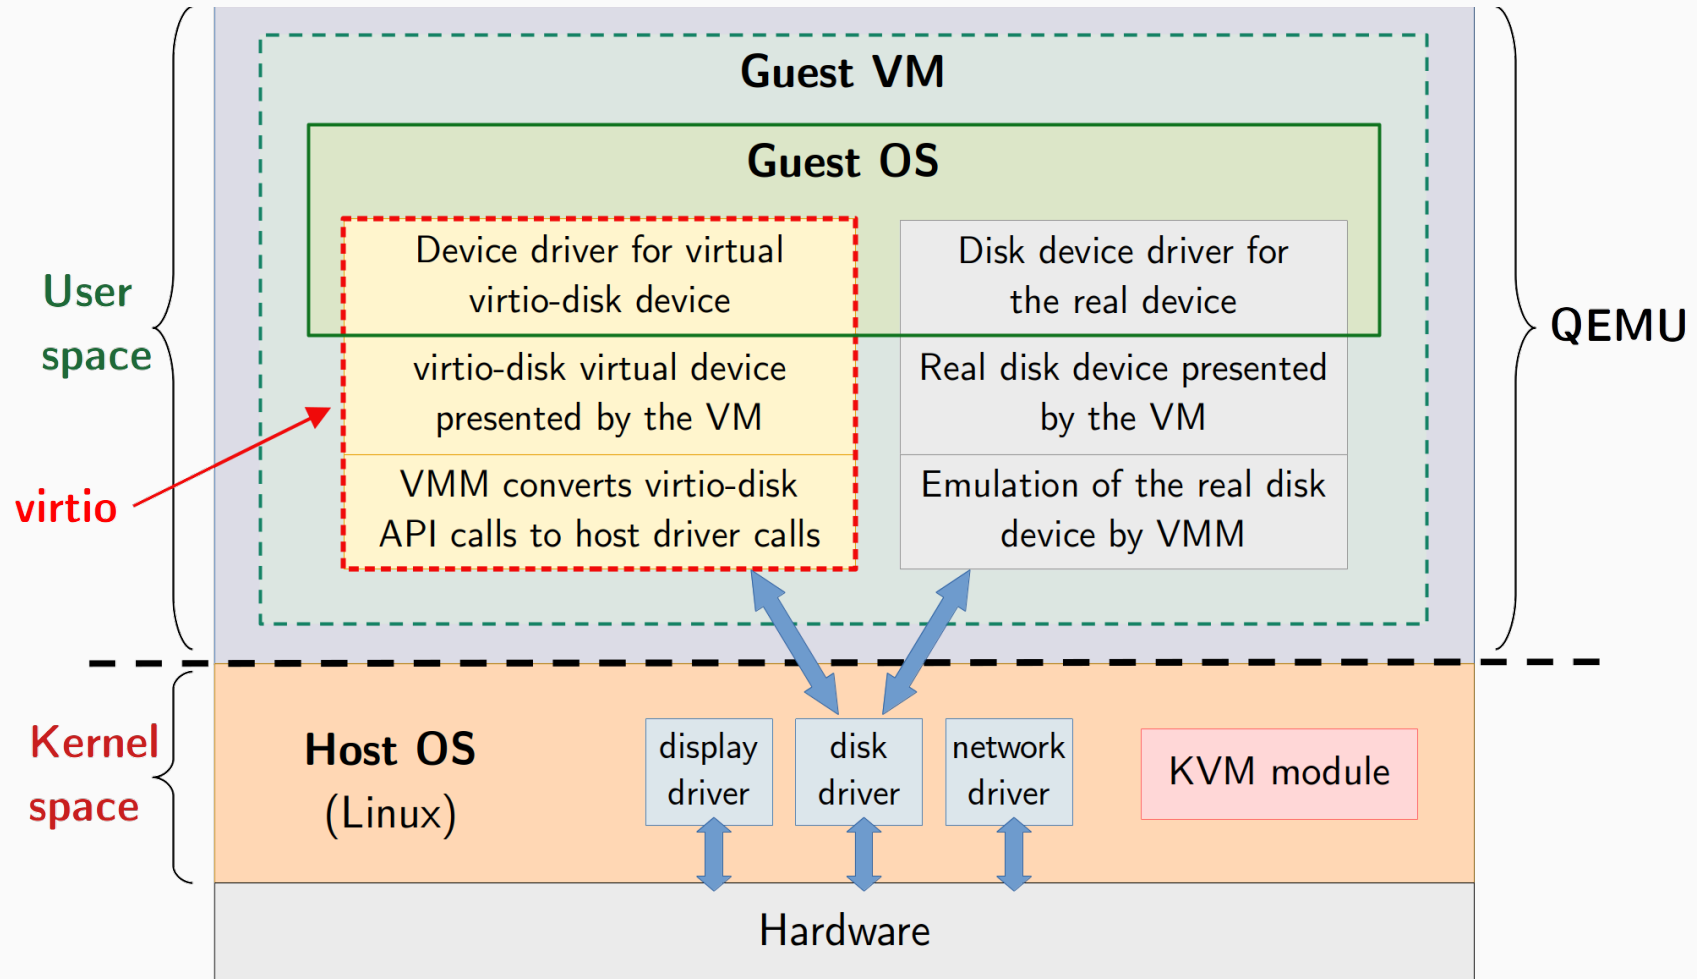 Guest VM
Guest OS
Device driver for virtual
virtio-disk device
Disk device driver for
the real device
User
space
QEMU
virtio-disk virtual device
presented by the VM
Real disk device presented
by the VM
virtio
VMM converts virtio-disk
API calls to host driver calls
Emulation of the real disk
device by VMM
Kernel
space
Host OS
(Linux)
display
driver
disk
driver
network
driver
KVM module
Hardware